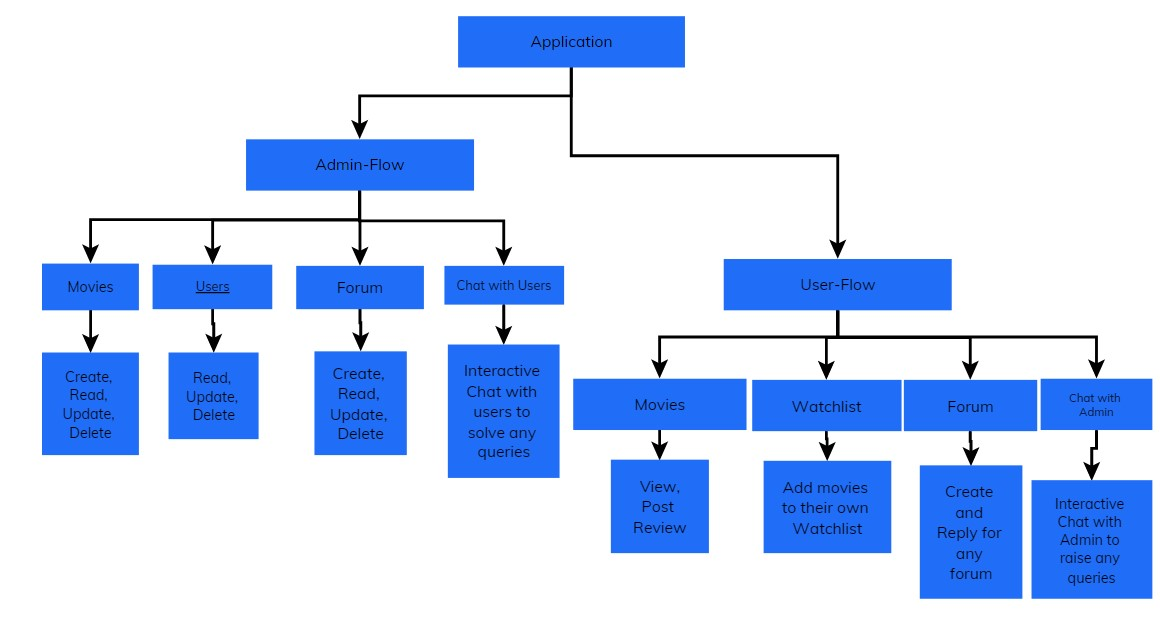 Application
Admin-Flow
Movies
Users
Forum
Chat with Users
User-Flow
Create,
Read,
Update,
Delete
Read,
Update,
Delete
Create,
Read,
Update,
Delete
Interactive
Chat with
users to
solve any
queries
Movies
Watchlist
Forum
Chat with
Admin
View,
Post
Review
Add movies
to their own
Watchlist
Create
and
Reply for
any
forum
Interactive
Chat with
Admin to
raise any
queries